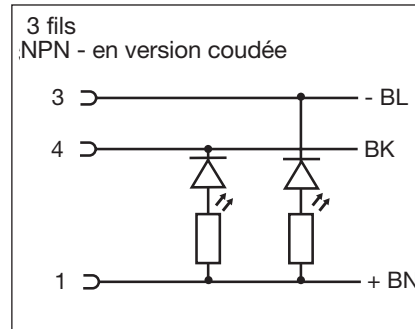 3 fils
NPN - en version coudée
3 - BL
4 BK
1 + BN